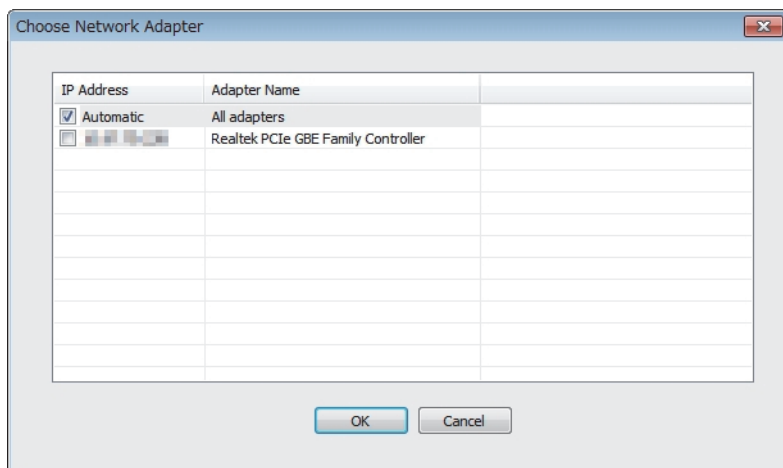 Choose Network Adapter
IP Address Adapter Name
Automatic All adapters
Realtek PCIe GBE Family Controller
OK Cancel